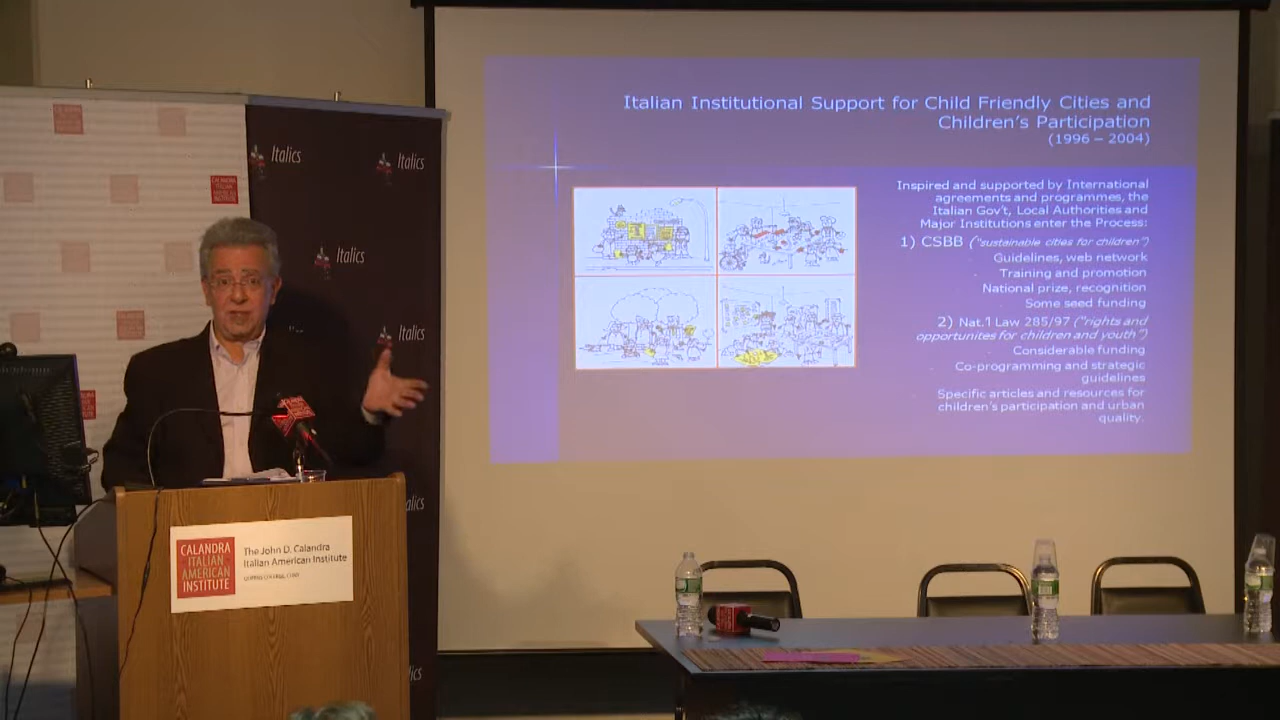 Italian Institutional Support for Child Friendly Cities and
Children's Participation
(1996 – 2004)
Inspired and supported by International
agreements and programmes, the
Italian Gov't, Local Authorities and
Major Institutions enter the Process:
1) CSBB ("sustainable cities for children")
Guidelines, web network
Training and promotion
National prize, recognition
Some seed funding
2) Nat.'l Law 285/97 ("rights and
opportunites for children and youth")
Considerable funding
Co-programming and strategic
guidelines
Specific articles and resources for
children's participation and urban
quality.
Italics
Italics
Italics
Italics
CALANDRA
ITALIAN
AMERICAN
INSTITUTE
CALANDRA
ITALIAN
AMERICAN
INSTITUTE
The John D. Calandra
Italian American Institute
QUEENS COLLEGE, CUNY